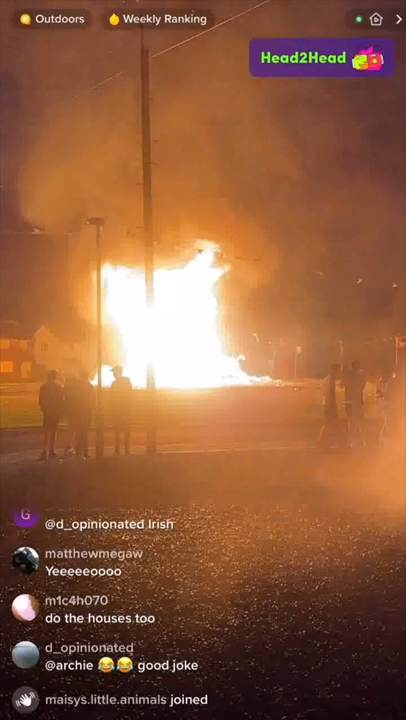 Outdoors
Weekly Ranking
Head2Head
G
@d_opinionated Irish
matthewmegaw
Yeeeeeoooo
m1c4h070
do the houses too
d_opinionated
@archie 😂😂 good joke
maisys.little.animals joined